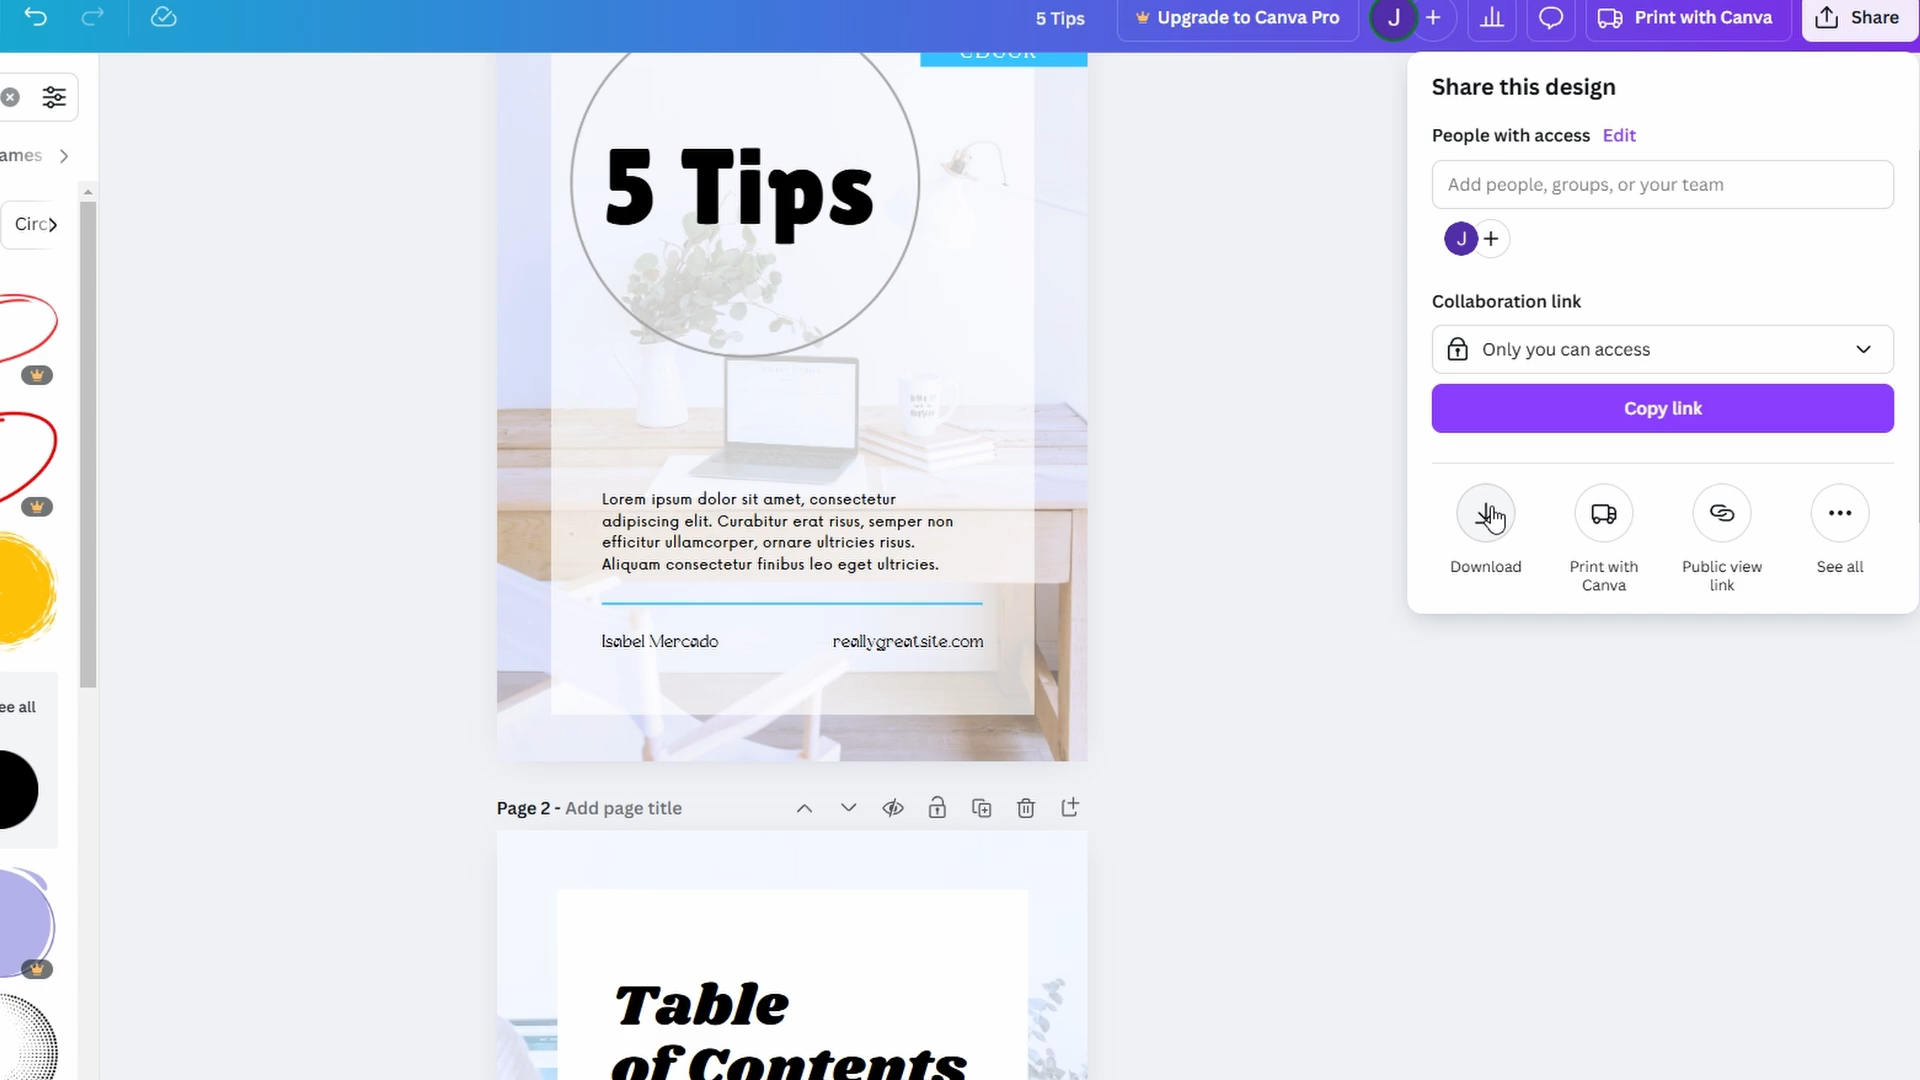 5 Tips
Upgrade to Canva Pro
J
Print with Canva
Share
ames
Circ
ee all
5 Tips
Lorem ipsum dolor sit amet, consectetur
adipiscing elit. Curabitur erat risus, semper non
efficitur ullamcorper, ornare ultricies risus.
Aliquam consectetur finibus leo eget ultricies.
Isabel Mercado
reallygreatsite.com
Page 2 - Add page title
Table
of Contents
Share this design
People with access Edit
Add people, groups, or your team
J
Collaboration link
Only you can access
Copy link
Download
Print with
Canva
Public view
link
See all